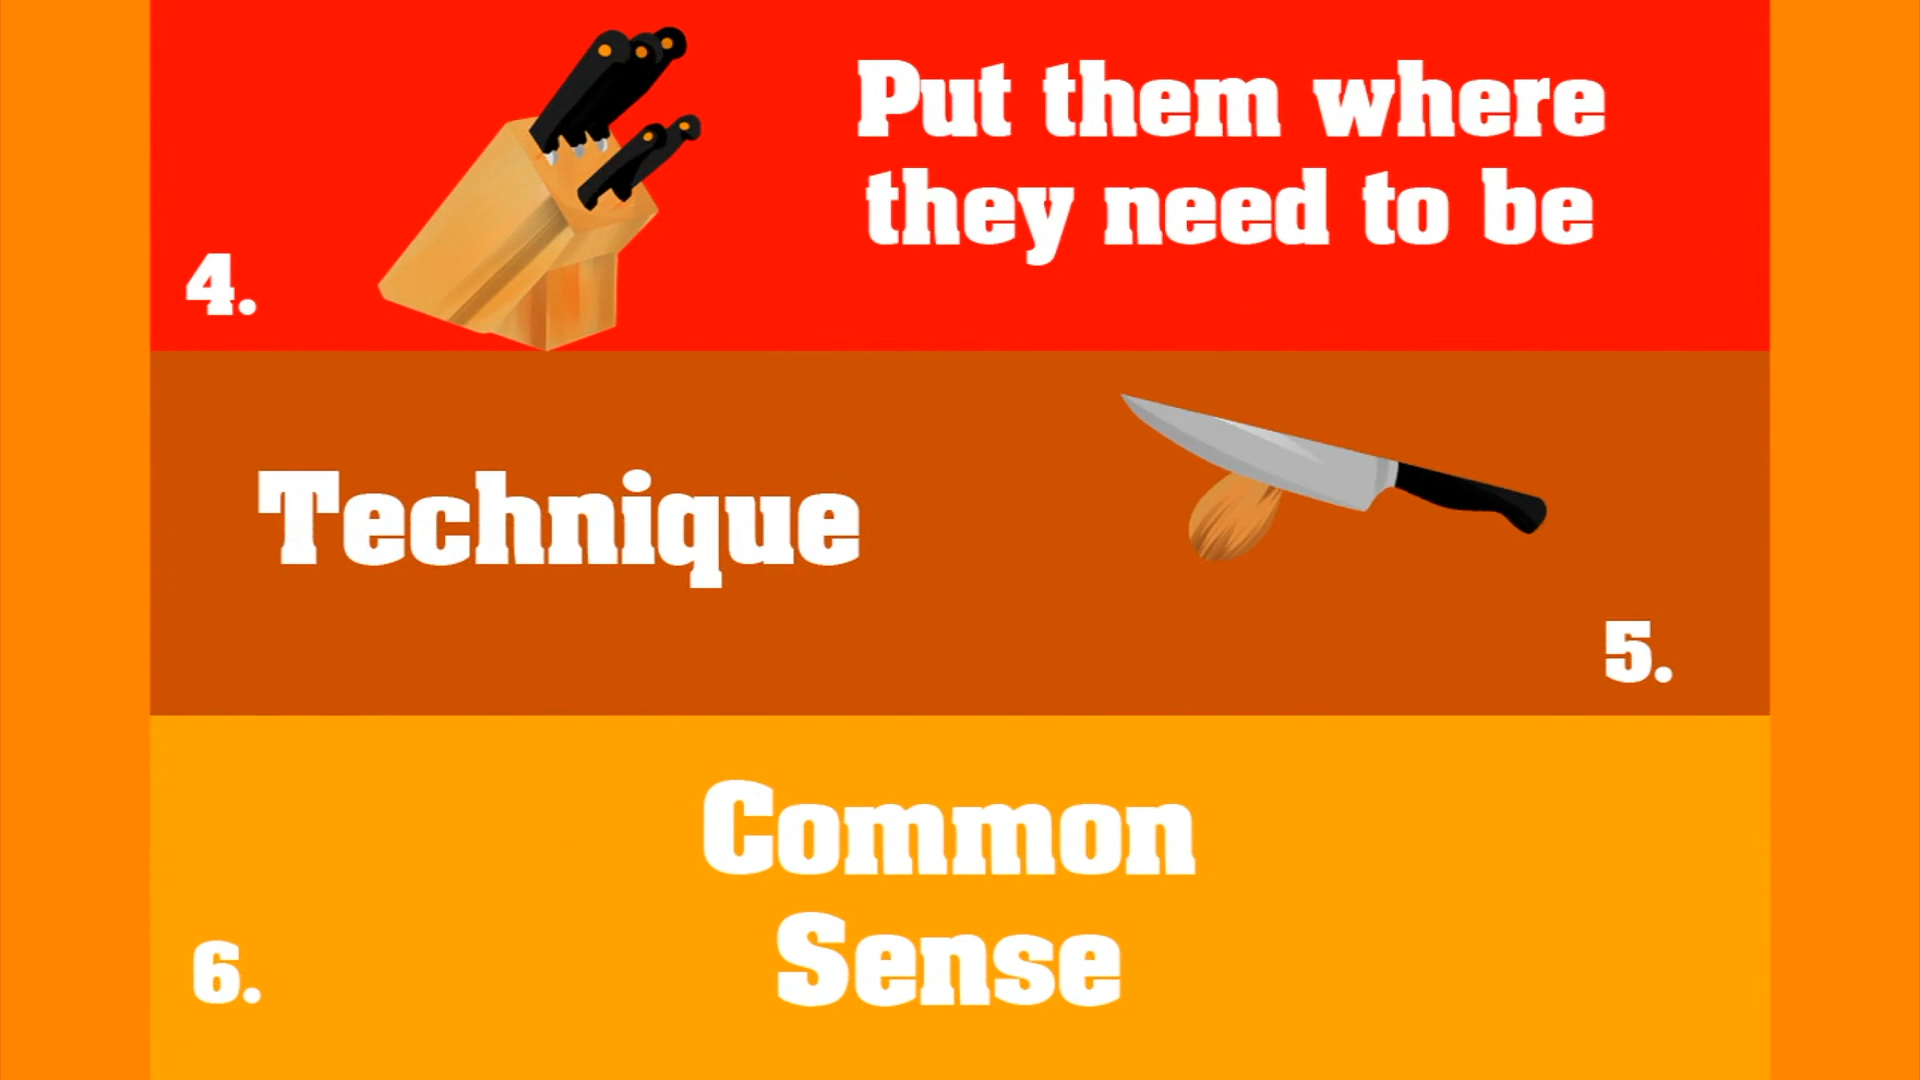 Put them where
they need to be
4.
Technique
5.
Common
Sense
6.